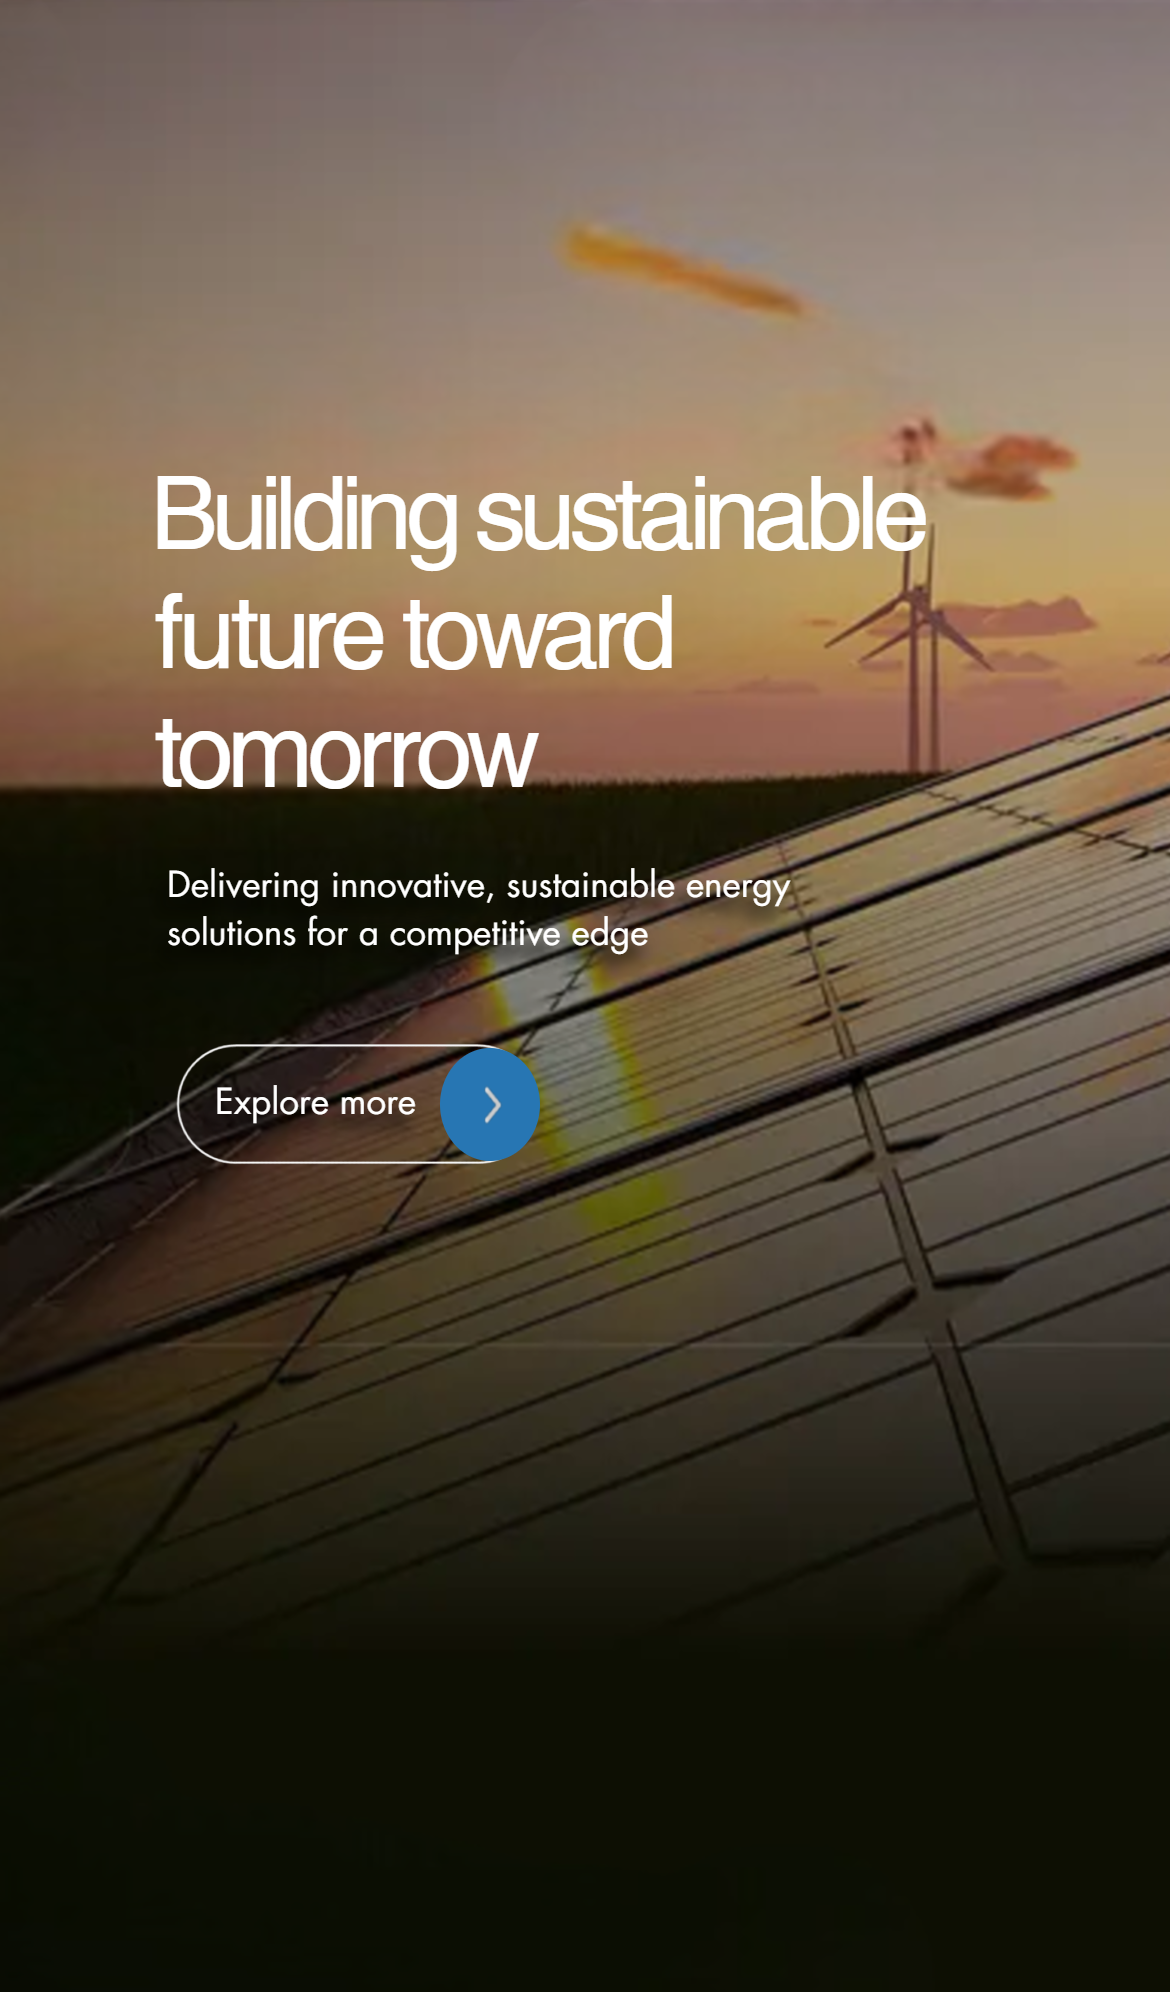 Building sustainable
future toward
tomorrow
Delivering innovative, sustainable energy
solutions for a competitive edge
Explore more